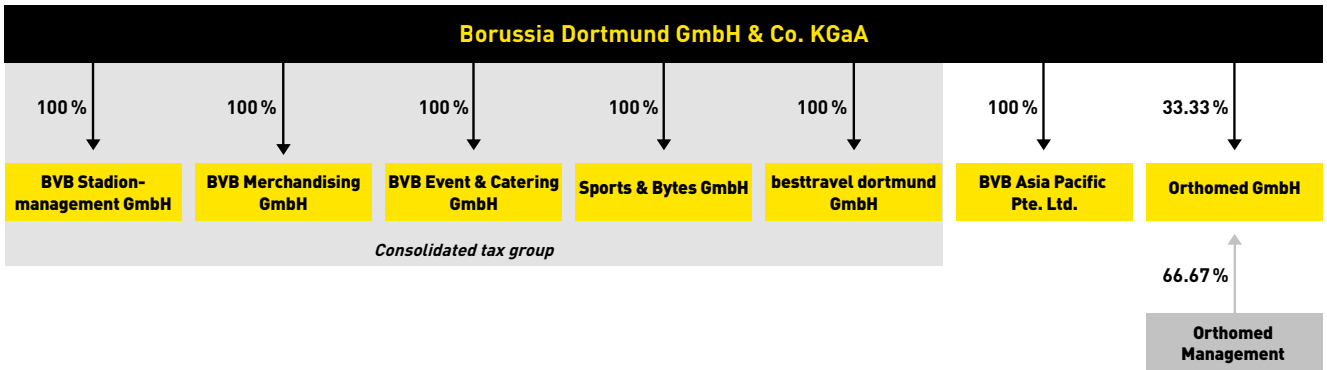 Borussia Dortmund GmbH & Co. KGaA
100 %
100 %
100 %
100 %
100 %
100 %
33.33 %
BVB Stadion-
management GmbH
BVB Merchandising
GmbH
BVB Event & Catering
GmbH
Sports & Bytes GmbH
besttravel dortmund
GmbH
BVB Asia Pacific
Pte. Ltd.
Orthomed GmbH
Consolidated tax group
66.67 %
Orthomed
Management